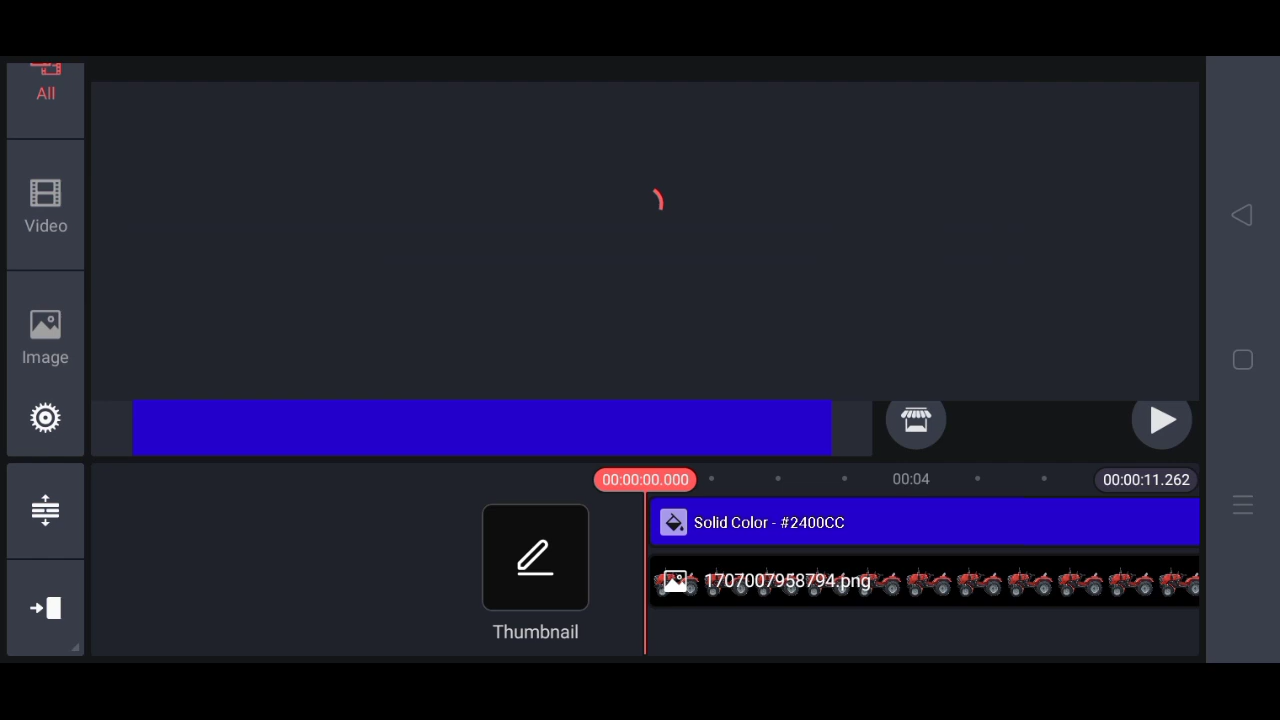 All
Video
Image
00:00:00.000
00:04
00:00:11.262
Solid Color - #2400CC
1707007958794.png
Thumbnail